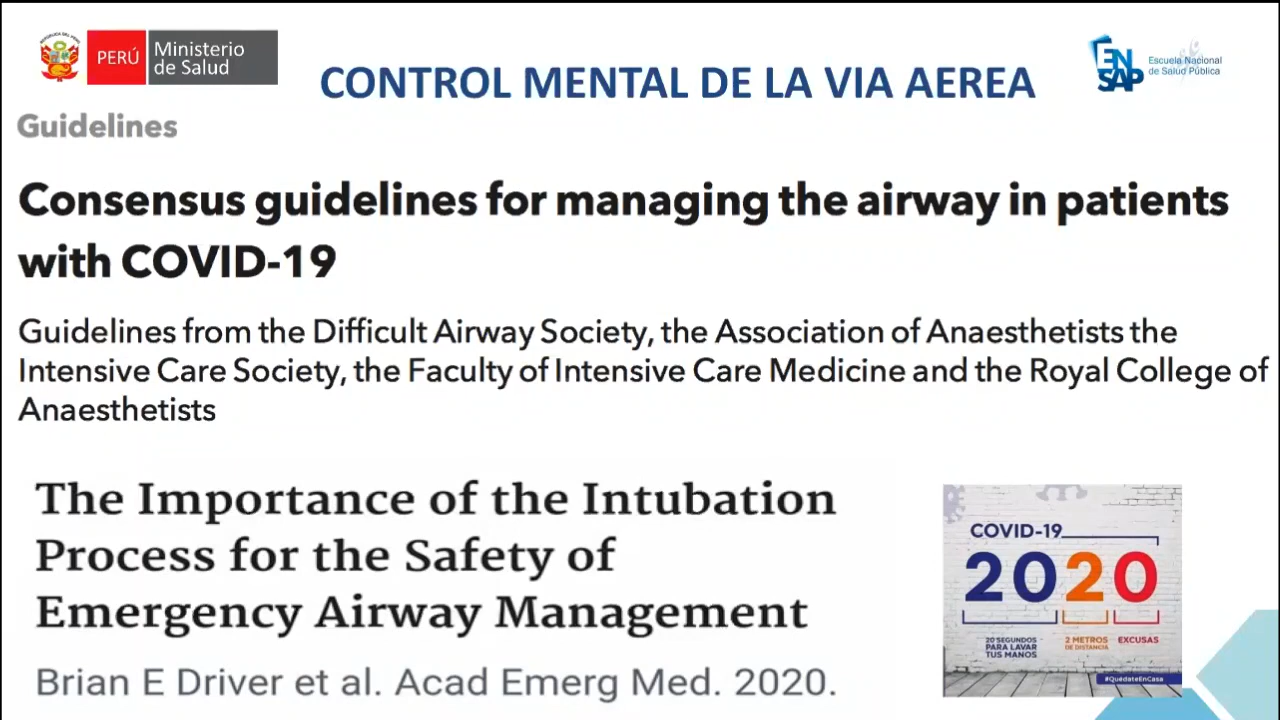 PERÚ
Ministerio
de Salud
CONTROL MENTAL DE LA VIA AEREA
EN
SAP
Escuela Nacional
de Salud Pública
Guidelines
Consensus guidelines for managing the airway in patients
with COVID-19
Guidelines from the Difficult Airway Society, the Association of Anaesthetists the
Intensive Care Society, the Faculty of Intensive Care Medicine and the Royal College of
Anaesthetists
The Importance of the Intubation
Process for the Safety of
Emergency Airway Management
Brian E Driver et al. Acad Emerg Med. 2020.
COVID-19
2020
20 SEGUNDOS
PARA LAVAR
TUS MANOS
2 METROS
DE DISTANCIA
EXCUSAS
#QuédateEnCasa